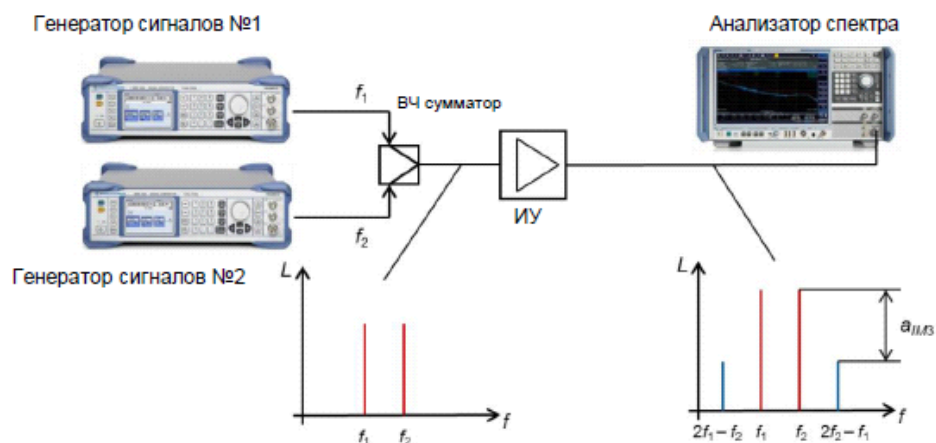 Генератор сигналов №1
Анализатор спектра
f₁
ВЧ сумматор
ИУ
f₂
Генератор сигналов №2
L
f₁
f₂
f
L
a_IM3
2f₁ – f₂
f₁
f₂
2f₂ – f₁
f